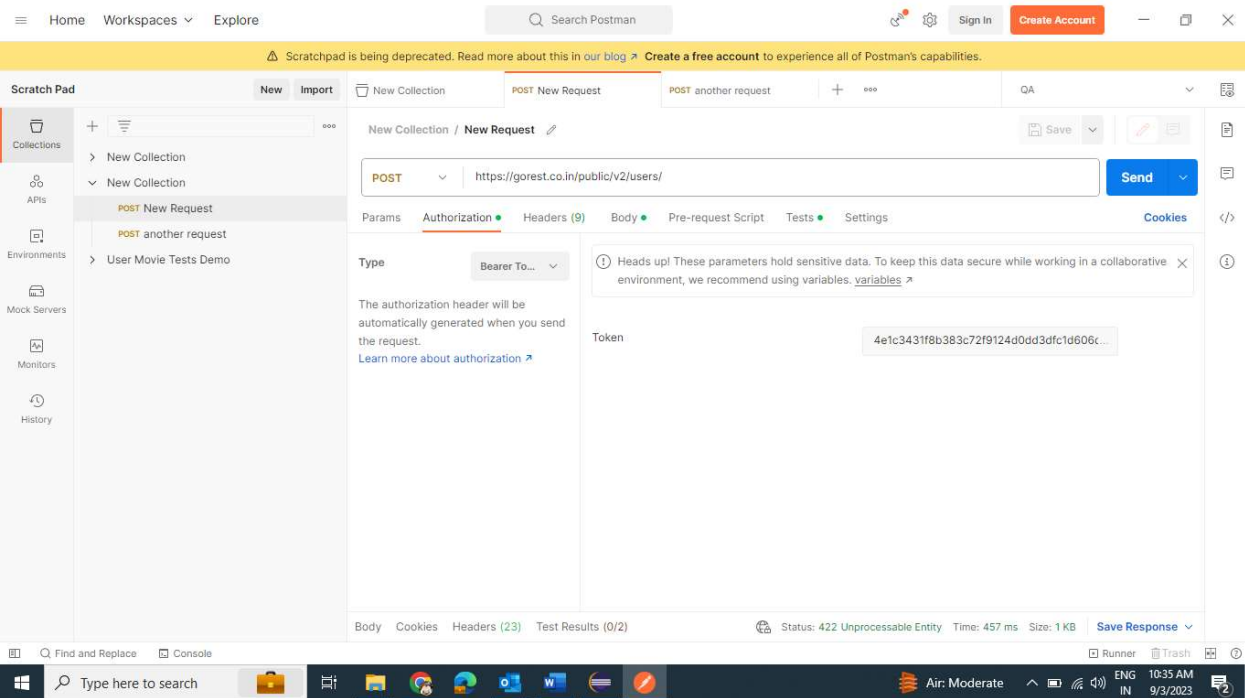 Home Workspaces Explore Search Postman Sign In Create Account
Scratchpad is being deprecated. Read more about this in our blog ↗ Create a free account to experience all of Postman's capabilities.
Scratch Pad New Import New Collection POST New Request POST another request + ooo QA
Collections
APIs
Environments
Mock Servers
Monitors
History
+ ooo
New Collection
New Collection
POST New Request
POST another request
User Movie Tests Demo
New Collection / New Request Save
POST https://gorest.co.in/public/v2/users/ Send
Params Authorization Headers (9) Body Pre-request Script Tests Settings Cookies
Type Bearer To...
The authorization header will be
automatically generated when you send
the request.
Learn more about authorization ↗
Heads up! These parameters hold sensitive data. To keep this data secure while working in a collaborative
environment, we recommend using variables. variables ↗
Token 4e1c3431f8b383c72f9124d0dd3dfc1d606c...
Body Cookies Headers (23) Test Results (0/2) Status: 422 Unprocessable Entity Time: 457 ms Size: 1 KB Save Response
Find and Replace Console Runner Trash
Type here to search Air: Moderate ENG 10:35 AM
IN 9/3/2023 2